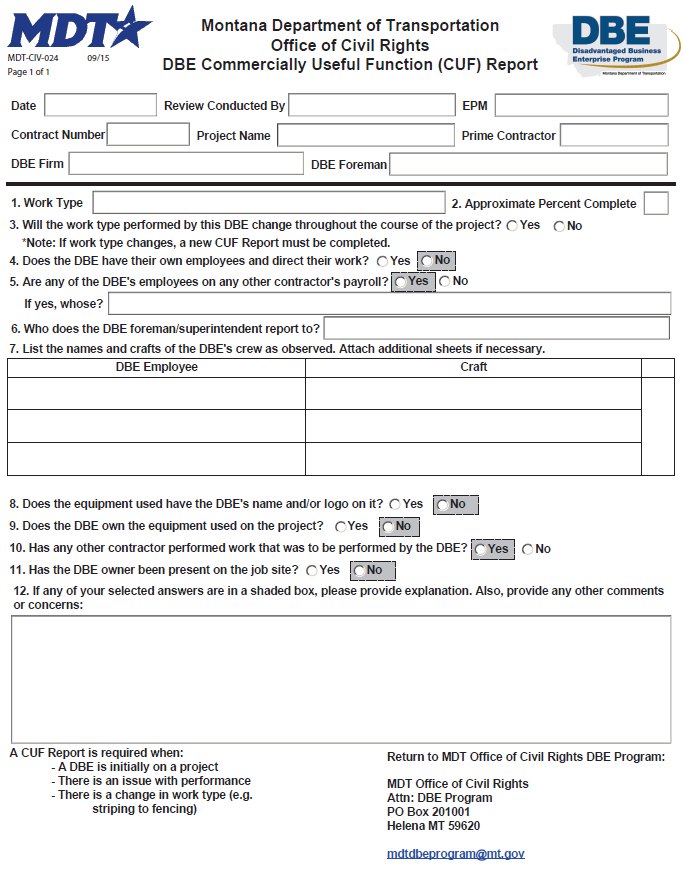 MDT
MDT-CIV-024 09/15
Page 1 of 1
Montana Department of Transportation
Office of Civil Rights
DBE Commercially Useful Function (CUF) Report
DBE
Disadvantaged Business
Enterprise Program
Montana Department of Transportation
Date Review Conducted By EPM
Contract Number Project Name Prime Contractor
DBE Firm DBE Foreman
1. Work Type 2. Approximate Percent Complete
3. Will the work type performed by this DBE change throughout the course of the project? Yes No
*Note: If work type changes, a new CUF Report must be completed.
4. Does the DBE have their own employees and direct their work? Yes No
5. Are any of the DBE's employees on any other contractor's payroll? Yes No
If yes, whose?
6. Who does the DBE foreman/superintendent report to?
7. List the names and crafts of the DBE's crew as observed. Attach additional sheets if necessary.
DBE Employee Craft
8. Does the equipment used have the DBE's name and/or logo on it? Yes No
9. Does the DBE own the equipment used on the project? Yes No
10. Has any other contractor performed work that was to be performed by the DBE? Yes No
11. Has the DBE owner been present on the job site? Yes No
12. If any of your selected answers are in a shaded box, please provide explanation. Also, provide any other comments
or concerns:
A CUF Report is required when:
- A DBE is initially on a project
- There is an issue with performance
- There is a change in work type (e.g.
striping to fencing)
Return to MDT Office of Civil Rights DBE Program:
MDT Office of Civil Rights
Attn: DBE Program
PO Box 201001
Helena MT 59620
mdtdbeprogram@mt.gov